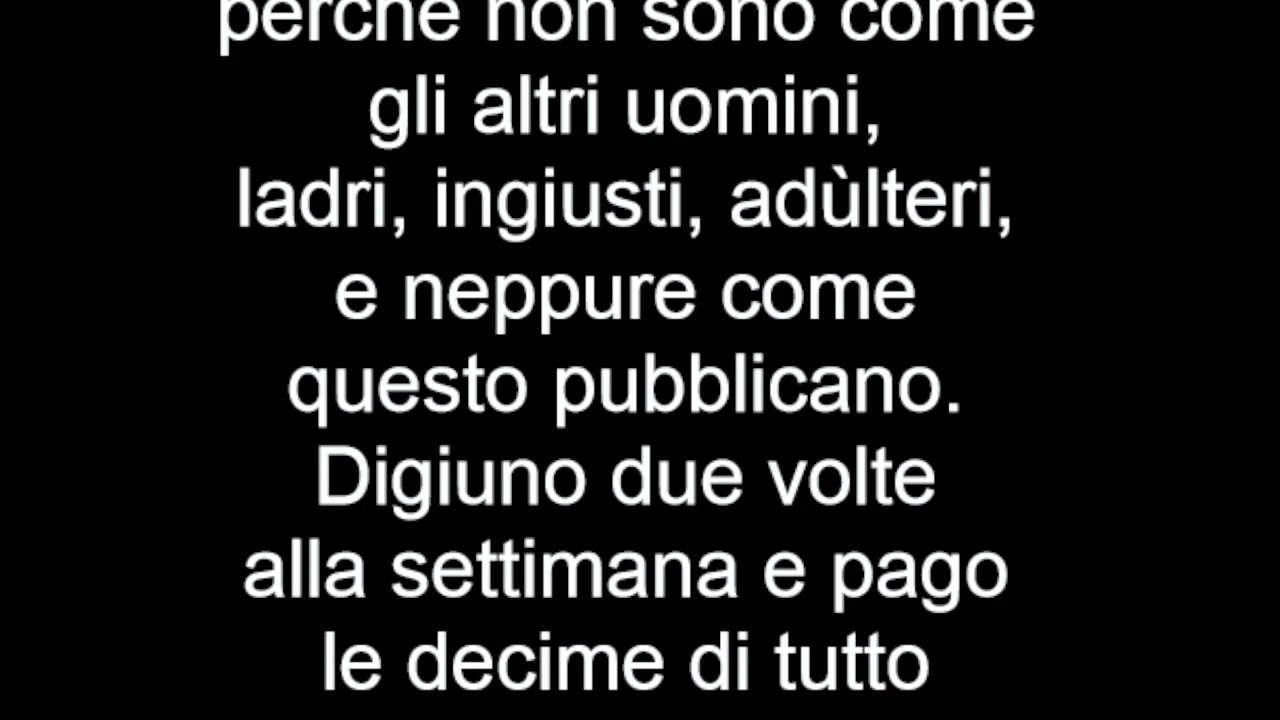 perché non sono come
gli altri uomini,
ladri, ingiusti, adùlteri,
e neppure come
questo pubblicano.
Digiuno due volte
alla settimana e pago
le decime di tutto